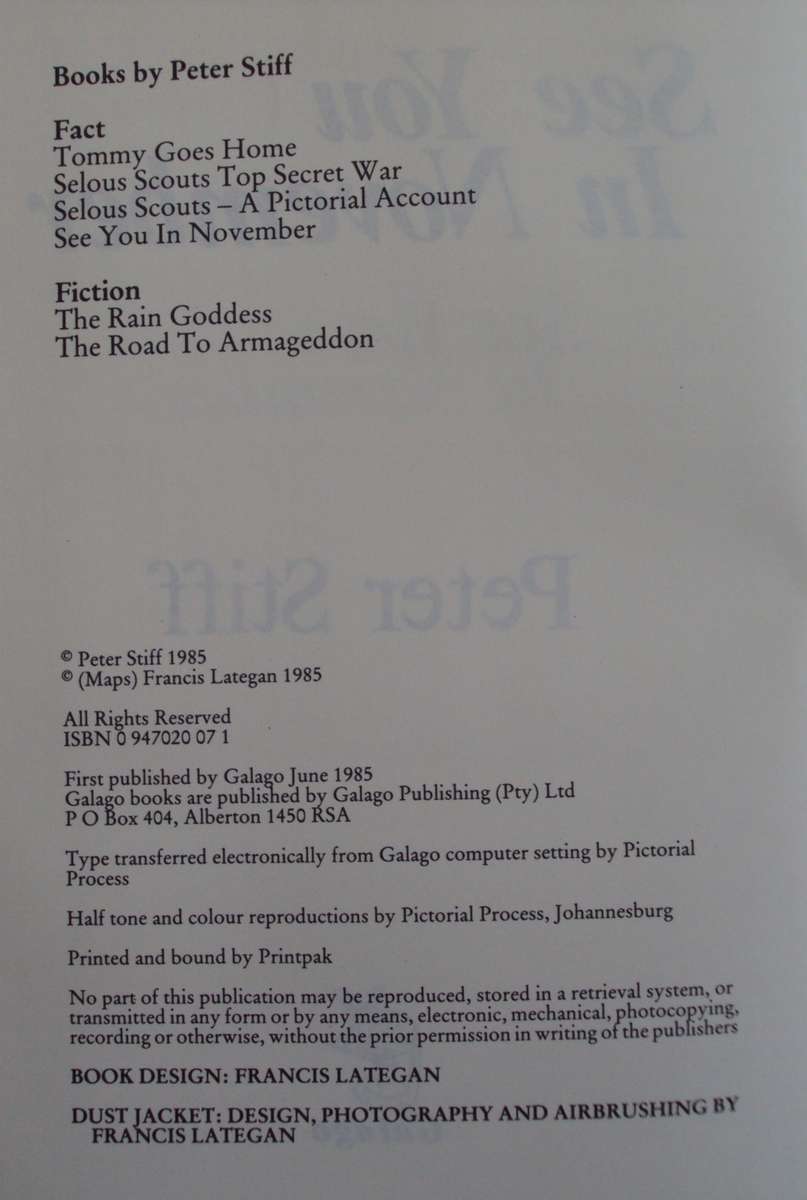 Books by Peter Stiff
Fact
Tommy Goes Home
Selous Scouts Top Secret War
Selous Scouts – A Pictorial Account
See You In November
Fiction
The Rain Goddess
The Road To Armageddon
© Peter Stiff 1985
© (Maps) Francis Lategan 1985
All Rights Reserved
ISBN 0 947020 07 1
First published by Galago June 1985
Galago books are published by Galago Publishing (Pty) Ltd
P O Box 404, Alberton 1450 RSA
Type transferred electronically from Galago computer setting by Pictorial
Process
Half tone and colour reproductions by Pictorial Process, Johannesburg
Printed and bound by Printpak
No part of this publication may be reproduced, stored in a retrieval system, or
transmitted in any form or by any means, electronic, mechanical, photocopying,
recording or otherwise, without the prior permission in writing of the publishers
BOOK DESIGN: FRANCIS LATEGAN
DUST JACKET: DESIGN, PHOTOGRAPHY AND AIRBRUSHING BY
FRANCIS LATEGAN